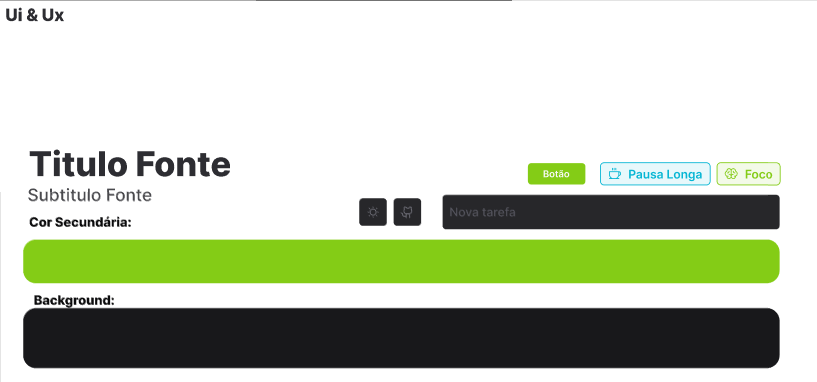 Ui & Ux
Titulo Fonte
Subtitulo Fonte
Botão
Pausa Longa
Foco
Nova tarefa
Cor Secundária:
Background: